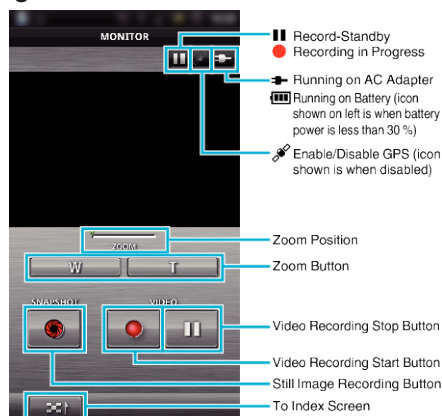 MONITOR
Record-Standby
Recording in Progress
Running on AC Adapter
Running on Battery (icon
shown on left is when battery
power is less than 30 %)
Enable/Disable GPS (icon
shown is when disabled)
Zoom Position
ZOOM
Zoom Button
W T
SNAPSHOT VIDEO
Video Recording Stop Button
Video Recording Start Button
Still Image Recording Button
To Index Screen